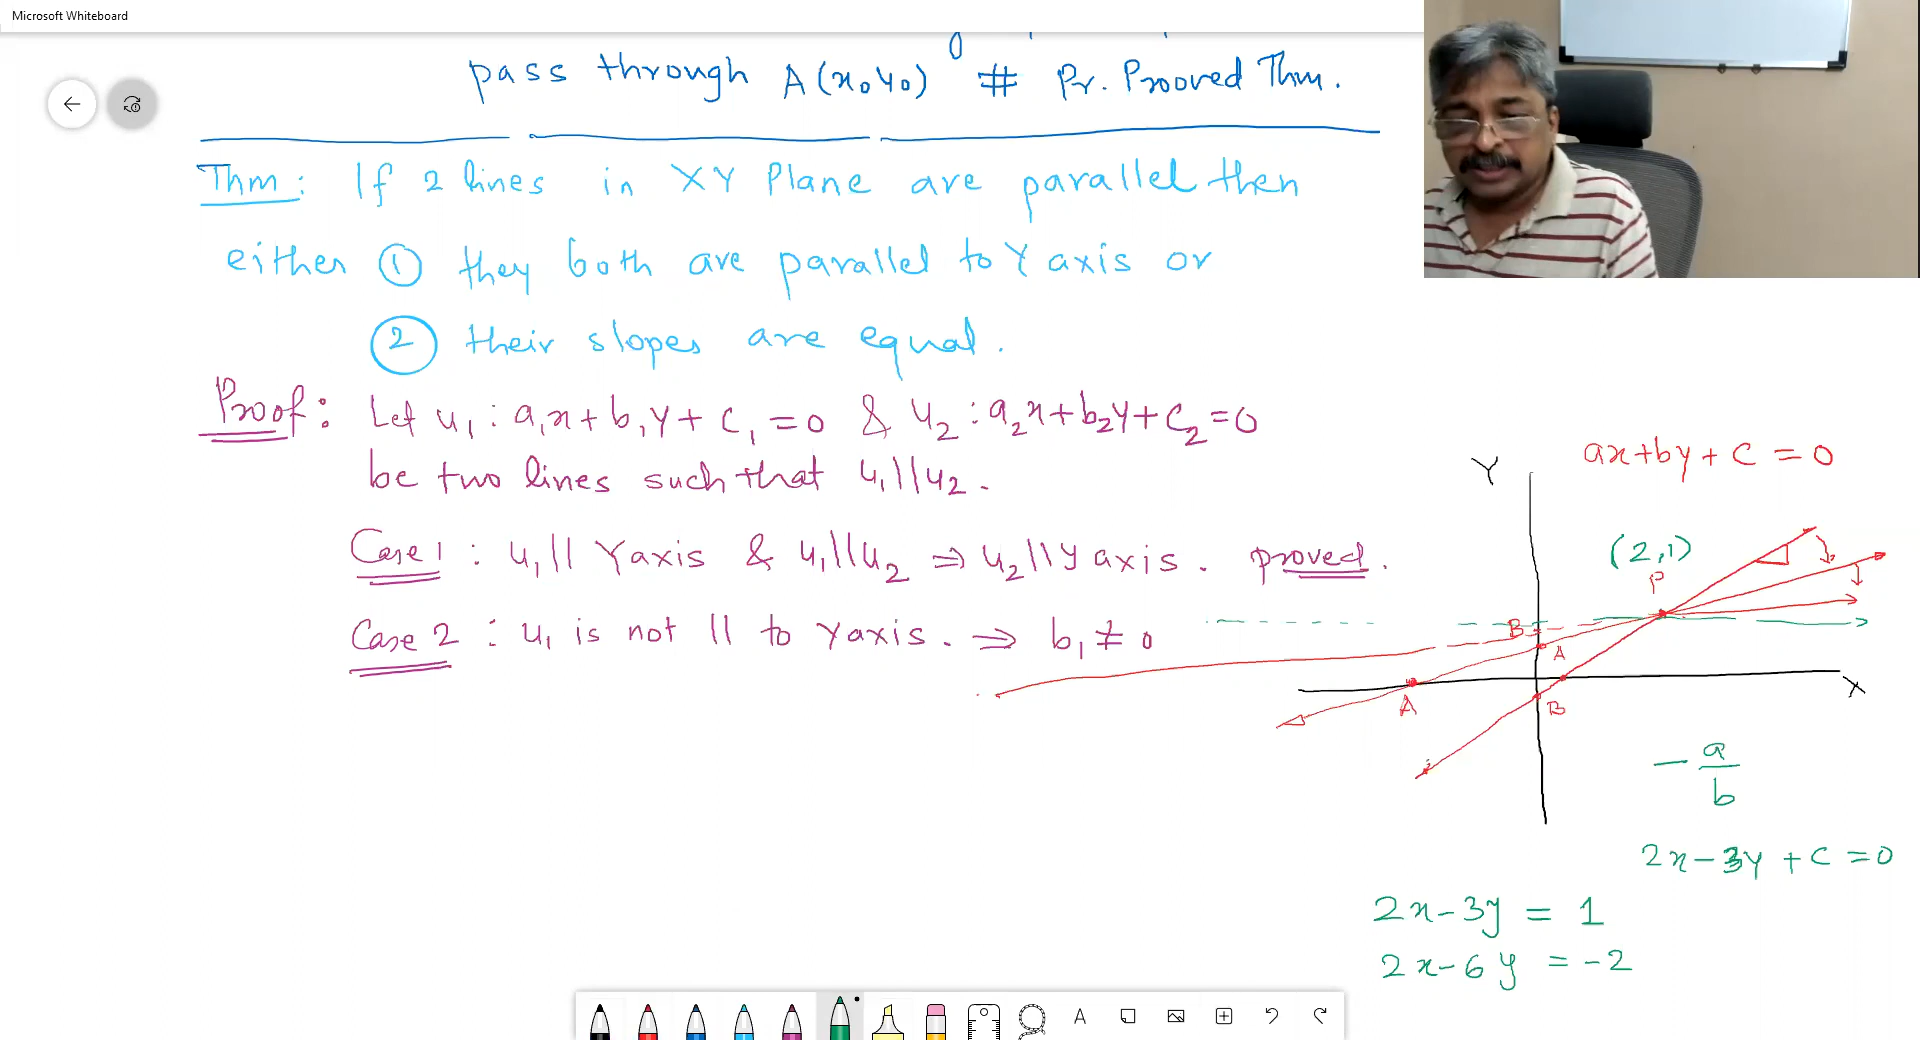 Microsoft Whiteboard
pass through A(x₀ y₀) # Pr. Prooved Thm.
Thm: If 2 lines in XY Plane are parallel then
either ① they both are parallel to Y axis or
② their slopes are equal.
Proof: Let u₁ : a₁x + b₁y + c₁ = 0 & u₂ : a₂x + b₂y + c₂ = 0
be two lines such that u₁ || u₂ .
Case 1 : u₁ || Y axis & u₁ || u₂ ⇒ u₂ || y axis . proved .
Case 2 : u₁ is not || to Y axis . ⇒ b₁ ≠ 0
ax + by + c = 0
Y
(2,1)
P
B
A
X
A
B
- a/b
2x - 3y + c = 0
2x - 3y = 1
2x - 6y = -2
A